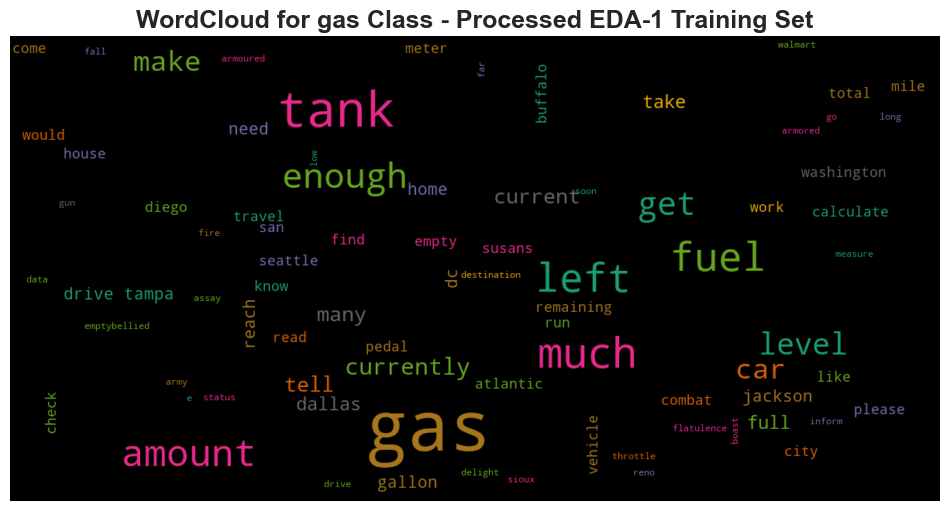 WordCloud for gas Class - Processed EDA-1 Training Set
come
fall
make
armoured
meter
far
buffalo
walmart
take
total
mile
tank
need
would
house
low
enough
home
go
long
armored
washington
current
soon
get
work
calculate
gun
diego
travel
san
fire
find
empty
susans
seattle
fuel
measure
data
drive tampa
assay
know
dc
destination
left
remaining
run
emptybellied
reach
many
read
pedal
much
level
currently
car
like
army
e
status
tell
atlantic
dallas
combat
jackson
please
check
gas
vehicle
flatulence
boast
full
inform
amount
city
throttle
reno
delight
sioux
drive
gallon